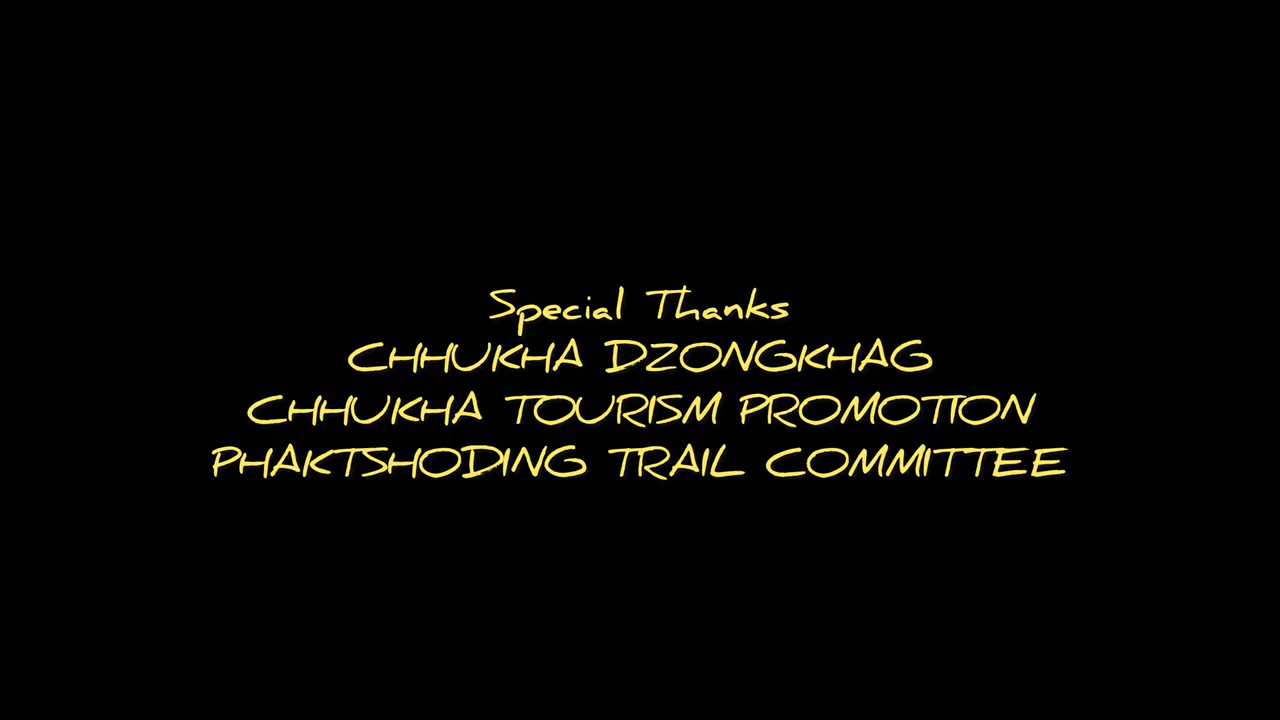 Special Thanks
CHHUKHA DZONGKHAG
CHHUKHA TOURISM PROMOTION
PHAKTSHODING TRAIL COMMITTEE